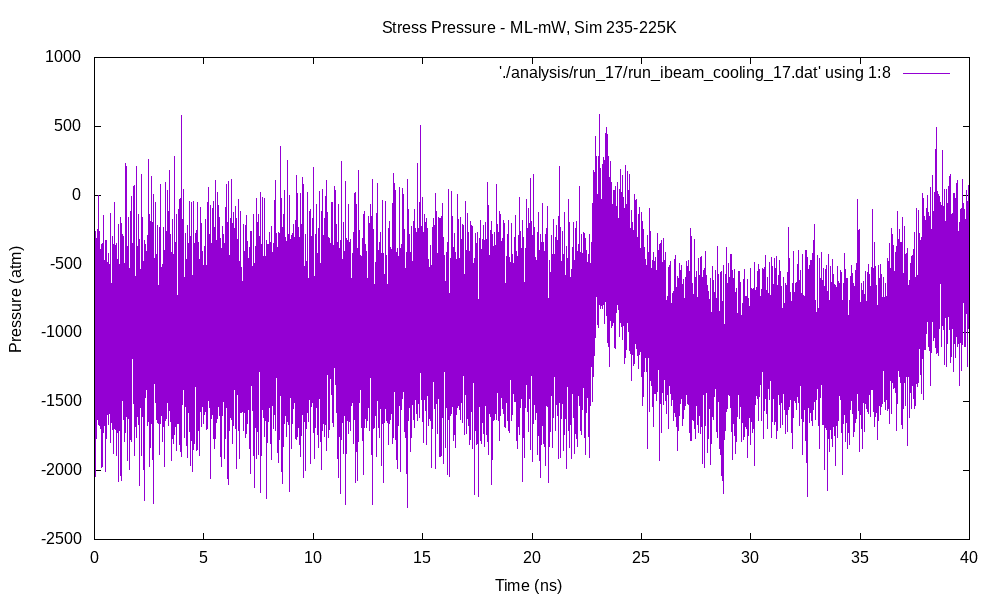 Stress Pressure - ML-mW, Sim 235-225K
'./analysis/run_17/run_ibeam_cooling_17.dat' using 1:8
1000
500
0
-500
-1000
-1500
-2000
-2500
Pressure (atm)
0 5 10 15 20 25 30 35 40
Time (ns)